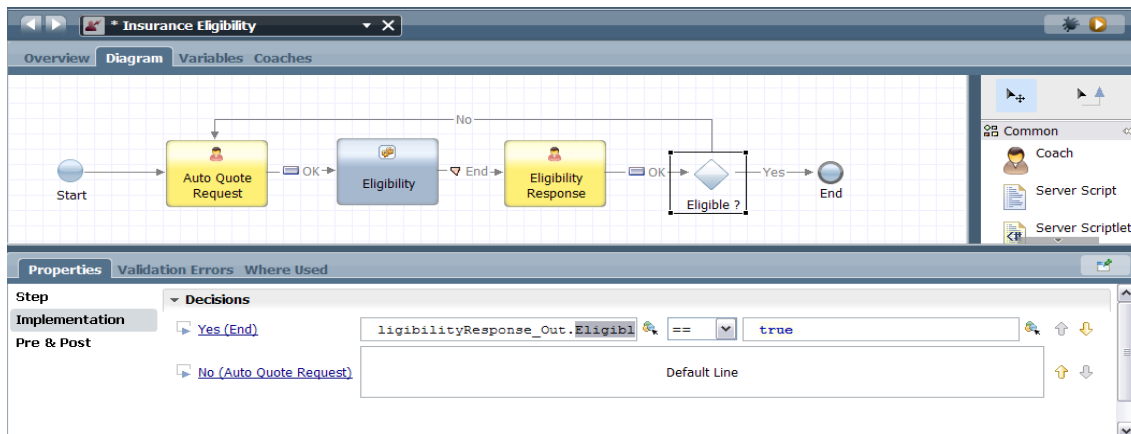 * Insurance Eligibility
Overview Diagram Variables Coaches
No
Auto Quote
Request
OK
Eligibility
End
Eligibility
Response
OK
Yes
Start
Eligible ?
End
Common
Coach
Server Script
Server Scriptlet
Properties Validation Errors Where Used
Step
Implementation
Pre & Post
Decisions
Yes (End) ligibilityResponse_Out.Eligibl == true
No (Auto Quote Request) Default Line